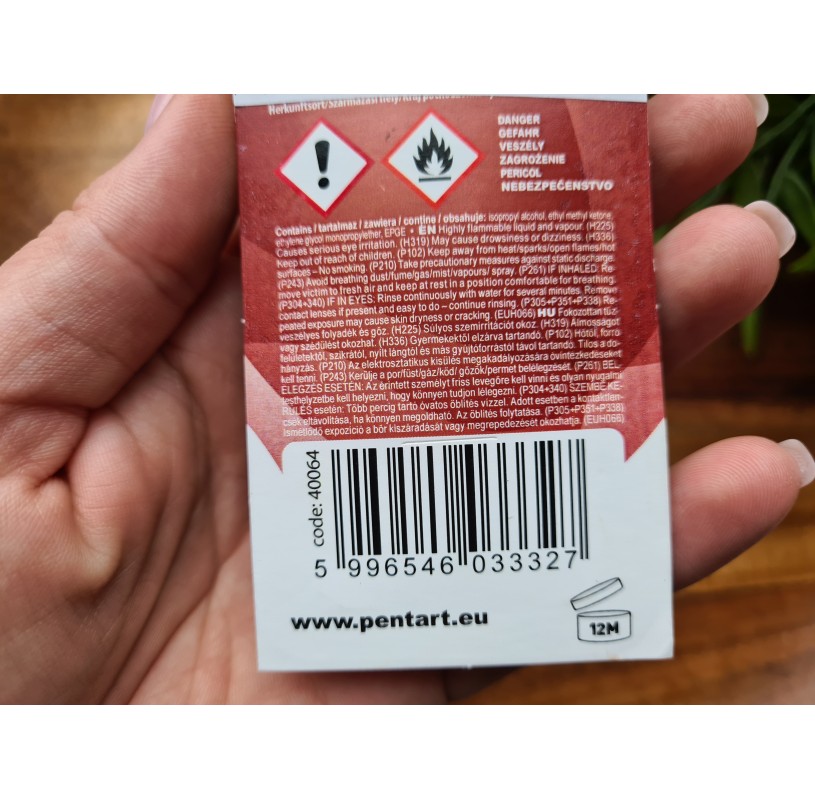 Herkunftsort/Származási hely/Kraj
DANGER
GEFAHR
VESZÉLY
ZAGROŻENIE
PERICOL
NEBEZPEČENSTVO
Contains / tartalmaz / zawiera / conține / obsahuje: isopropyl alcohol, ethyl methyl ketone,
ethylene glycol monopropylether, EPGE • EN Highly flammable liquid and vapour. (H225)
Causes serious eye irritation. (H319) May cause drowsiness or dizziness. (H336)
Keep out of reach of children. (P102) Keep away from heat/sparks/open flames/hot
surfaces – No smoking. (P210) Take precautionary measures against static discharge.
(P243) Avoid breathing dust/fume/gas/mist/vapours/ spray. (P261) IF INHALED: Re-
move victim to fresh air and keep at rest in a position comfortable for breathing.
(P304+340) IF IN EYES: Rinse continuously with water for several minutes. Remove
contact lenses if present and easy to do – continue rinsing. (P305+P351+P338) Re-
peated exposure may cause skin dryness or cracking. (EUH066) HU Fokozottan tűz-
veszélyes folyadék és gőz. (H225) Súlyos szemirritációt okoz. (H319) Álmosságot
vagy szédülést okozhat. (H336) Gyermekektől elzárva tartandó. (P102) Hőtől, forró
felületektől, szikrától, nyílt lángtól és más gyújtóforrástól távol tartandó. Tilos a do-
hányzás. (P210) Az elektrosztatikus kisülés megakadályozására óvintézkedéseket
kell tenni. (P243) Kerülje a por/füst/gáz/köd/ gőzök/permet belélegzését. (P261) BEL-
ELEGZÉS ESETÉN: Az érintett személyt friss levegőre kell vinni és olyan nyugalmi
testhelyzetbe kell helyezni, hogy könnyen tudjon lélegezni. (P304+340) SZEMBE KE-
RÜLÉS esetén: Több percig tartó óvatos öblítés vízzel. Adott esetben a kontaktlen-
csék eltávolítása, ha könnyen megoldható. Az öblítés folytatása. (P305+P351+P338)
Ismétlődő expozíció a bőr kiszáradását vagy megrepedezését okozhatja. (EUH066)
code: 40064
5 996546 033327
www.pentart.eu
12M